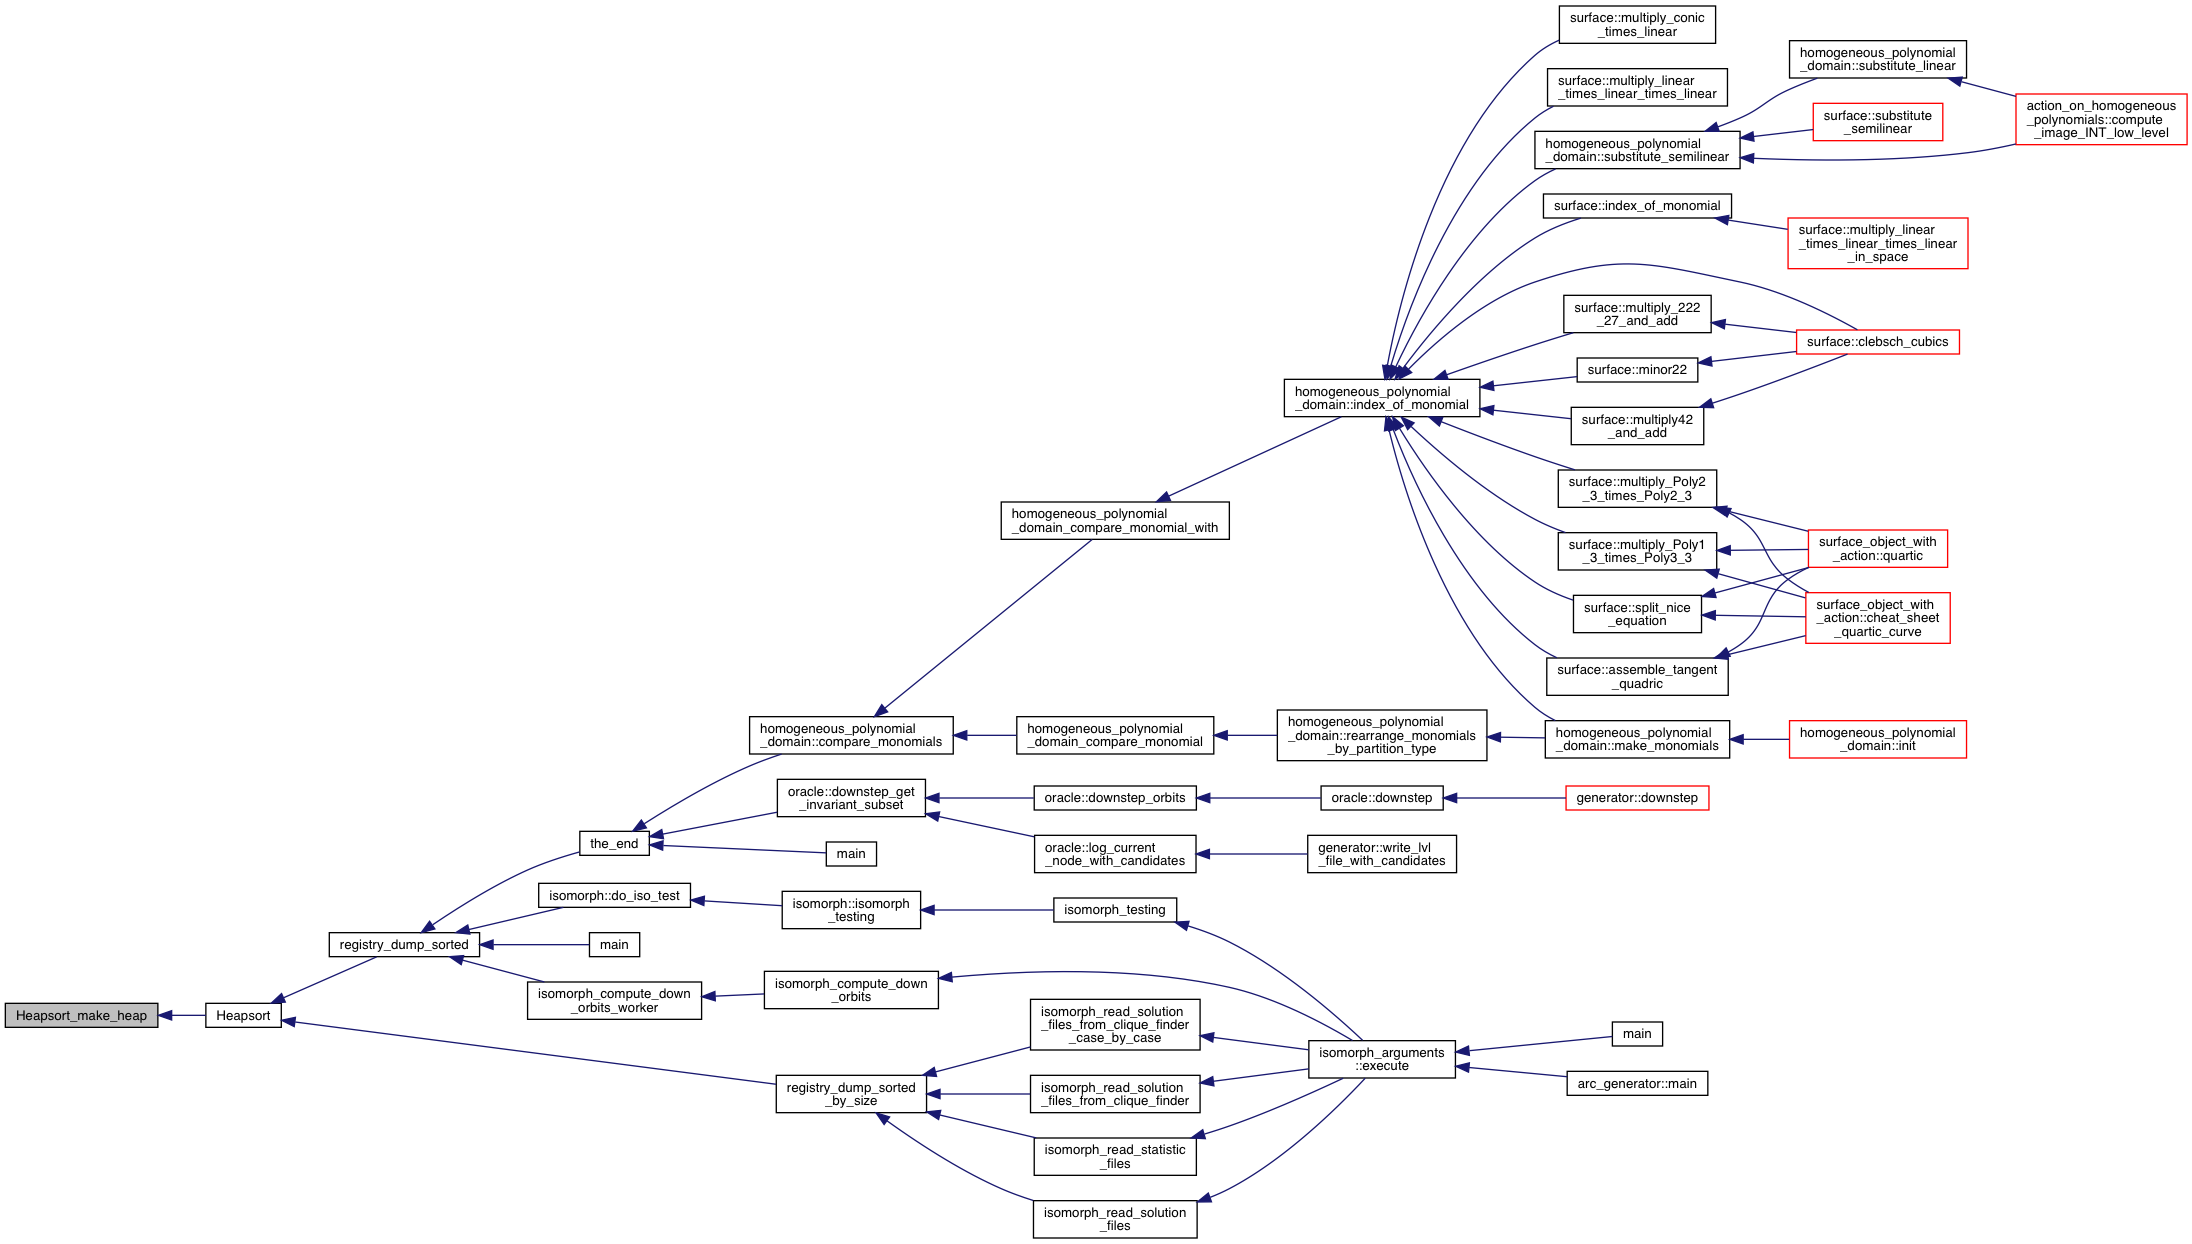 surface::multiply_conic
_times_linear
surface::multiply_linear
_times_linear_times_linear
homogeneous_polynomial
_domain::substitute_linear
action_on_homogeneous
_polynomials::compute
_image_INT_low_level
surface::substitute
_semilinear
homogeneous_polynomial
_domain::substitute_semilinear
surface::index_of_monomial
surface::multiply_linear
_times_linear_times_linear
_in_space
surface::multiply_222
_27_and_add
surface::clebsch_cubics
surface::minor22
homogeneous_polynomial
_domain::index_of_monomial
surface::multiply42
_and_add
surface::multiply_Poly2
_3_times_Poly2_3
homogeneous_polynomial
_domain_compare_monomial_with
surface::multiply_Poly1
_3_times_Poly3_3
surface_object_with
_action::quartic
surface::split_nice
_equation
surface_object_with
_action::cheat_sheet
_quartic_curve
surface::assemble_tangent
_quadric
homogeneous_polynomial
_domain::compare_monomials
homogeneous_polynomial
_domain_compare_monomial
homogeneous_polynomial
_domain::rearrange_monomials
_by_partition_type
homogeneous_polynomial
_domain::make_monomials
homogeneous_polynomial
_domain::init
oracle::downstep_get
_invariant_subset
oracle::downstep_orbits
oracle::downstep
generator::downstep
the_end
main
oracle::log_current
_node_with_candidates
generator::write_lvl
_file_with_candidates
isomorph::do_iso_test
isomorph::isomorph
_testing
isomorph_testing
registry_dump_sorted
main
isomorph_compute_down
_orbits_worker
isomorph_compute_down
_orbits
Heapsort_make_heap
Heapsort
isomorph_read_solution
_files_from_clique_finder
_case_by_case
isomorph_arguments
::execute
main
arc_generator::main
registry_dump_sorted
_by_size
isomorph_read_solution
_files_from_clique_finder
isomorph_read_statistic
_files
isomorph_read_solution
_files